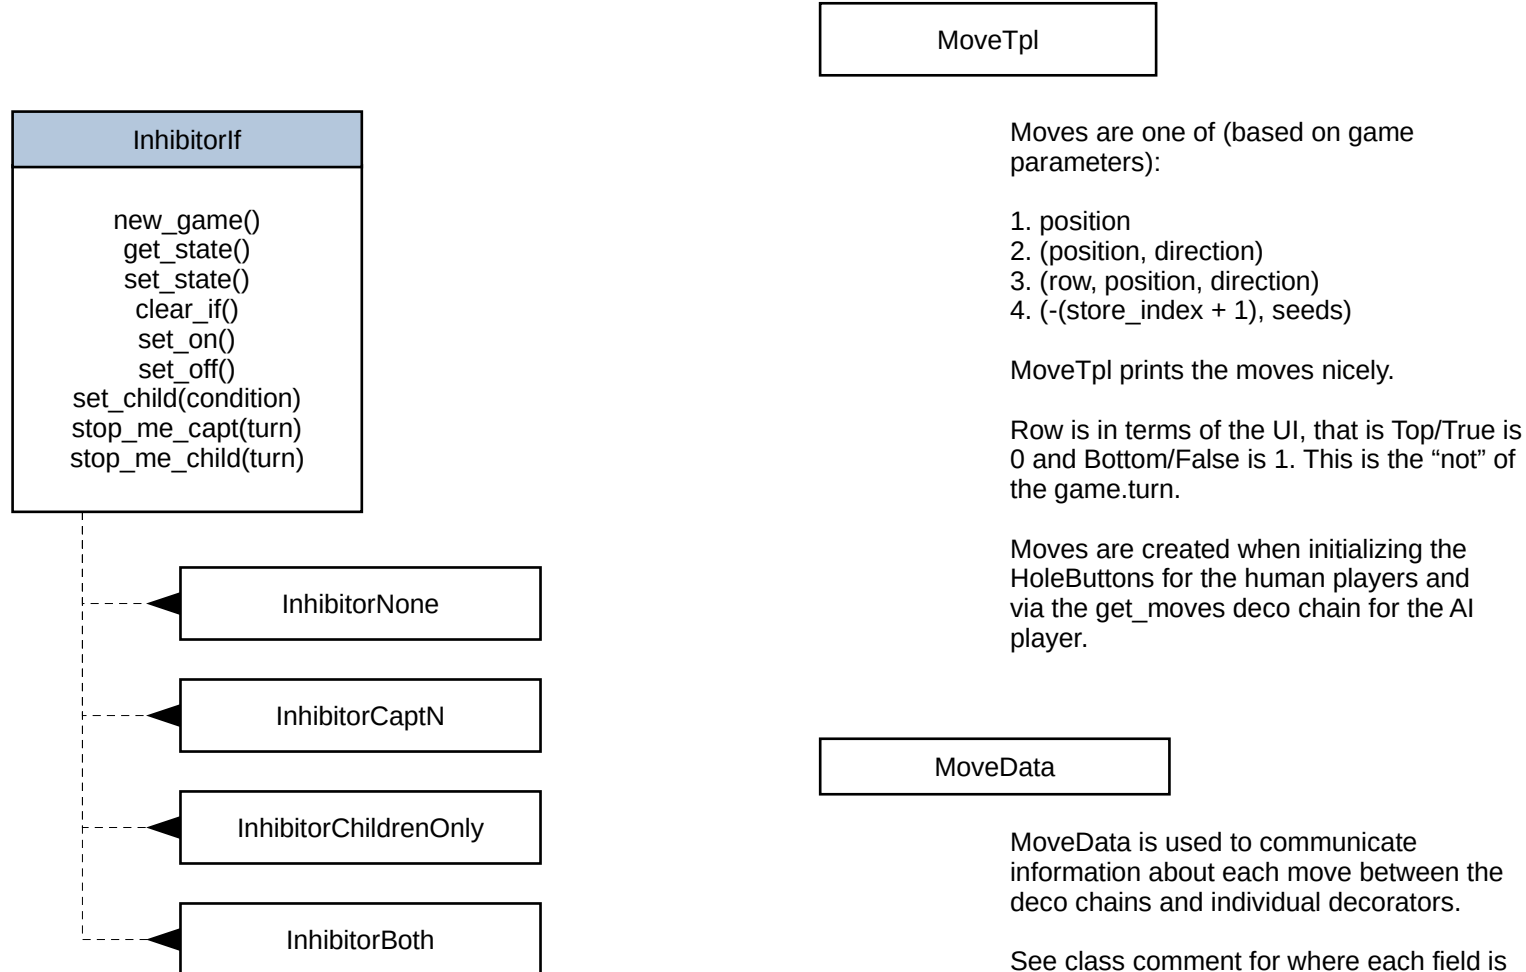 MoveTpl
InhibitorIf
new_game()
get_state()
set_state()
clear_if()
set_on()
set_off()
set_child(condition)
stop_me_capt(turn)
stop_me_child(turn)
InhibitorNone
InhibitorCaptN
InhibitorChildrenOnly
InhibitorBoth
Moves are one of (based on game
parameters):
1. position
2. (position, direction)
3. (row, position, direction)
4. (-(store_index + 1), seeds)
MoveTpl prints the moves nicely.
Row is in terms of the UI, that is Top/True is
0 and Bottom/False is 1. This is the “not” of
the game.turn.
Moves are created when initializing the
HoleButtons for the human players and
via the get_moves deco chain for the AI
player.
MoveData
MoveData is used to communicate
information about each move between the
deco chains and individual decorators.
See class comment for where each field is